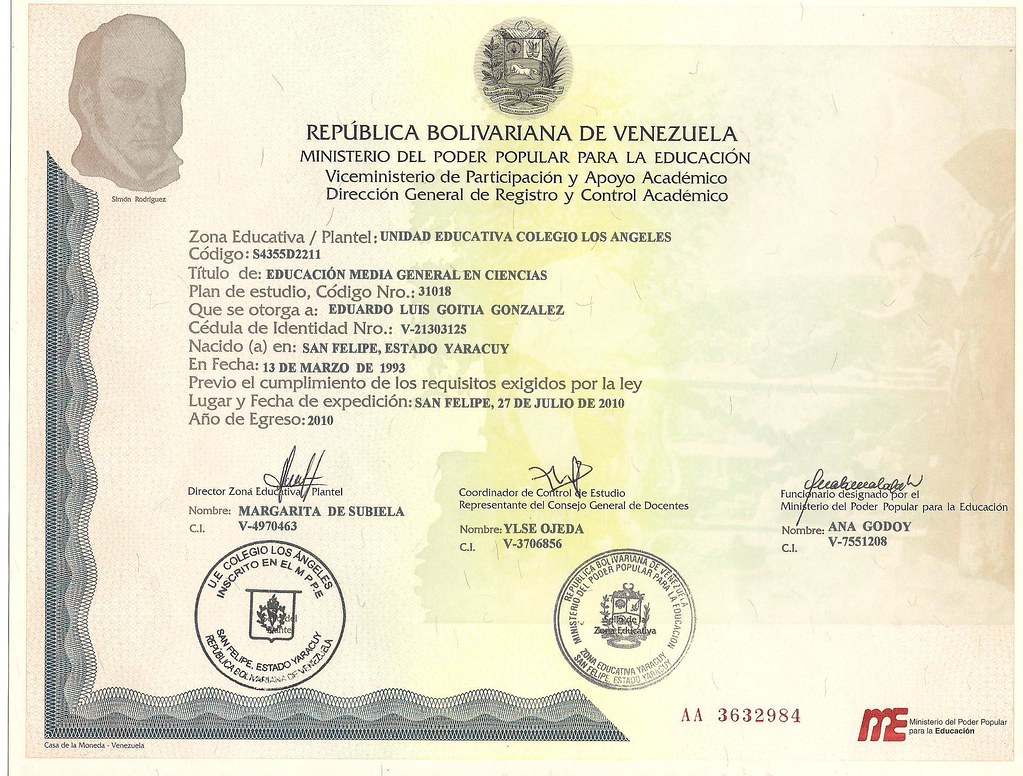 REPÚBLICA BOLIVARIANA DE VENEZUELA
MINISTERIO DEL PODER POPULAR PARA LA EDUCACIÓN
Viceministerio de Participación y Apoyo Académico
Dirección General de Registro y Control Académico
Simón Rodríguez
Zona Educativa / Plantel: UNIDAD EDUCATIVA COLEGIO LOS ANGELES
Código: S4355D2211
Título de: EDUCACIÓN MEDIA GENERAL EN CIENCIAS
Plan de estudio, Código Nro.: 31018
Que se otorga a: EDUARDO LUIS GOITIA GONZALEZ
Cédula de Identidad Nro.: V-21303125
Nacido (a) en: SAN FELIPE, ESTADO YARACUY
En Fecha: 13 DE MARZO DE 1993
Previo el cumplimiento de los requisitos exigidos por la ley
Lugar y Fecha de expedición: SAN FELIPE, 27 DE JULIO DE 2010
Año de Egreso: 2010
Director Zona Educativa/ Plantel
Nombre: MARGARITA DE SUBIELA
C.I. V-4970463
Coordinador de Control de Estudio
Representante del Consejo General de Docentes
Nombre: YLSE OJEDA
C.I. V-3706856
Funcionario designado por el
Ministerio del Poder Popular para la Educación
Nombre: ANA GODOY
C.I. V-7551208
U.E. COLEGIO LOS ÁNGELES
INSCRITO EN EL M.P.P.E
SAN FELIPE, ESTADO YARACUY
REPÚBLICA BOLIVARIANA DE VENEZUELA
REPÚBLICA BOLIVARIANA DE VENEZUELA
MINISTERIO DEL PODER POPULAR PARA LA EDUCACIÓN
Sello de
Zona Educativa
ZONA EDUCATIVA YARACUY
SAN FELIPE, ESTADO YARACUY
AA 3632984
ME Ministerio del Poder Popular
para la Educación
Casa de la Moneda - Venezuela